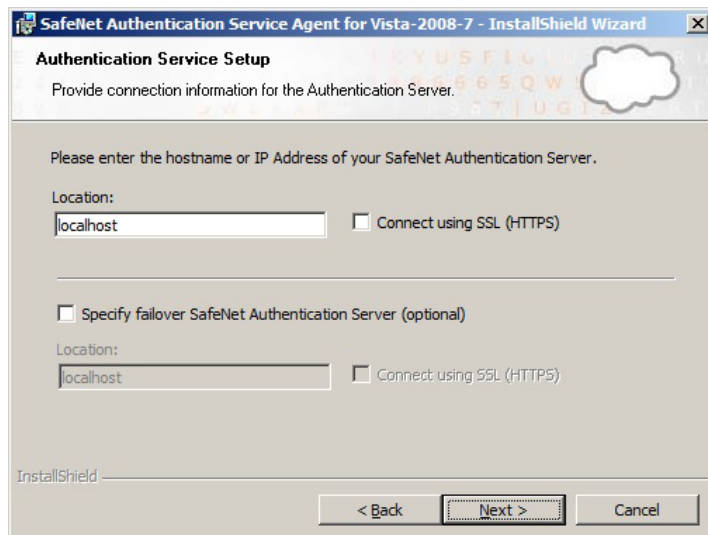 SafeNet Authentication Service Agent for Vista-2008-7 - InstallShield Wizard
Authentication Service Setup
Provide connection information for the Authentication Server.
Please enter the hostname or IP Address of your SafeNet Authentication Server.
Location:
localhost
Connect using SSL (HTTPS)
Specify failover SafeNet Authentication Server (optional)
Location:
localhost
Connect using SSL (HTTPS)
InstallShield
< Back
Next >
Cancel